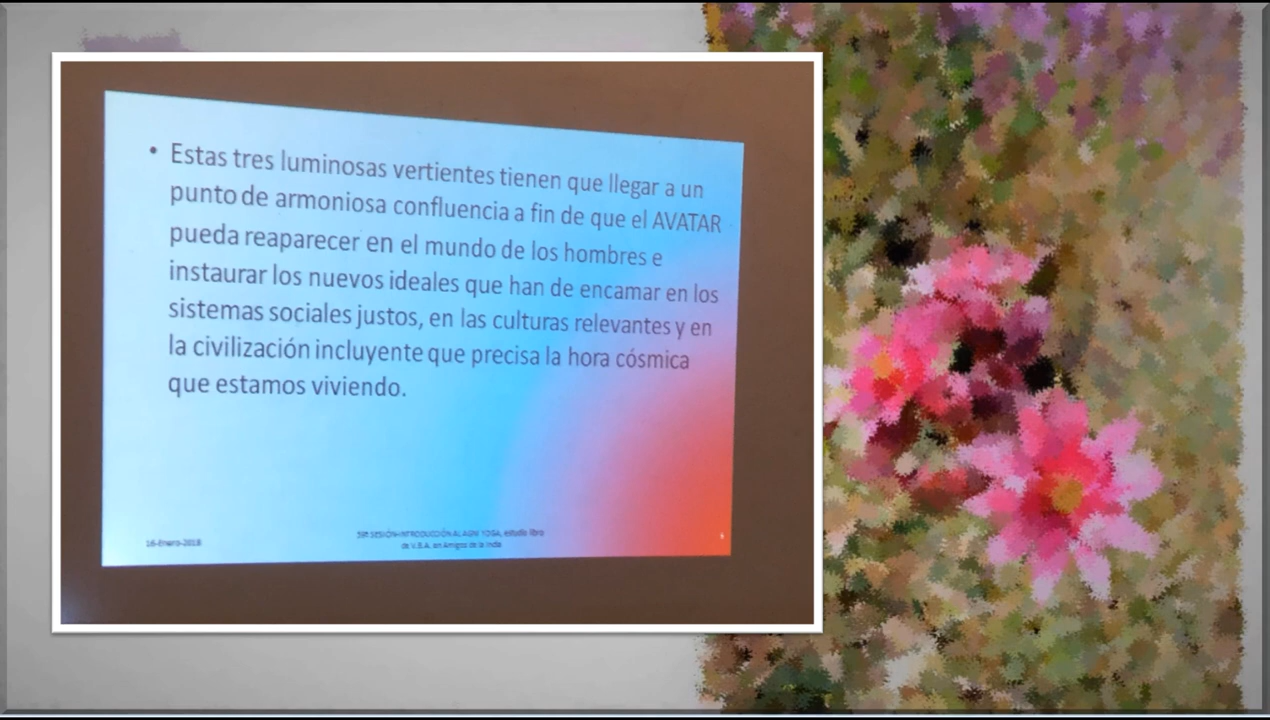 • Estas tres luminosas vertientes tienen que llegar a un
punto de armoniosa confluencia a fin de que el AVATAR
pueda reaparecer en el mundo de los hombres e
instaurar los nuevos ideales que han de encarnar en los
sistemas sociales justos, en las culturas relevantes y en
la civilización incluyente que precisa la hora cósmica
que estamos viviendo.
16-Enero-2018
SESIÓN-INTRODUCCIÓN AL AGNI YOGA, estudio libro
de V.B.A. en Amigos de la India